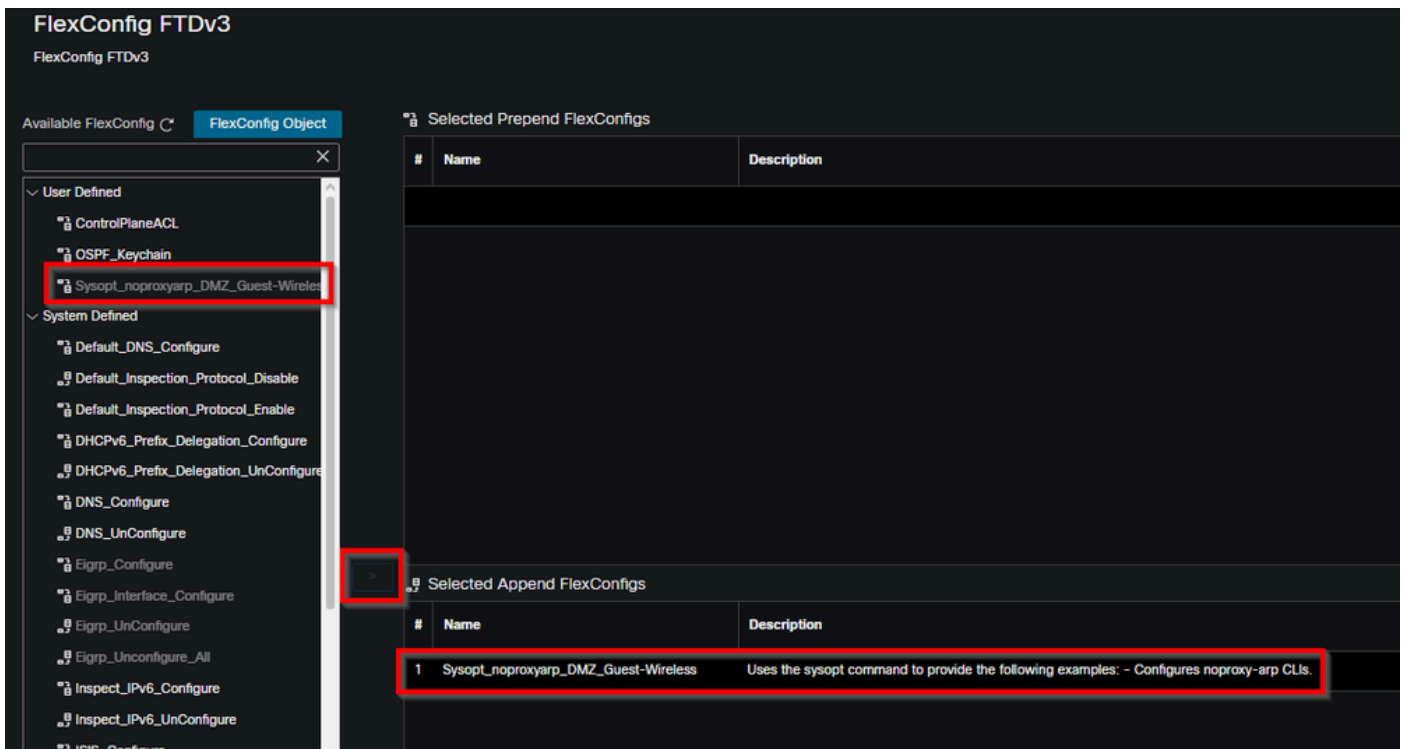 FlexConfig FTDv3
FlexConfig FTDv3
Available FlexConfig
FlexConfig Object
User Defined
ControlPlaneACL
OSPF_Keychain
Sysopt_noproxyarp_DMZ_Guest-Wireles
System Defined
Default_DNS_Configure
Default_Inspection_Protocol_Disable
Default_Inspection_Protocol_Enable
DHCPv6_Prefix_Delegation_Configure
DHCPv6_Prefix_Delegation_UnConfigure
DNS_Configure
DNS_UnConfigure
Eigrp_Configure
Eigrp_Interface_Configure
Eigrp_UnConfigure
Eigrp_Unconfigure_All
Inspect_IPv6_Configure
Inspect_IPv6_UnConfigure
ISIS_Configure
>
Selected Prepend FlexConfigs
# Name Description
Selected Append FlexConfigs
# Name Description
1 Sysopt_noproxyarp_DMZ_Guest-Wireless Uses the sysopt command to provide the following examples: - Configures noproxy-arp CLIs.